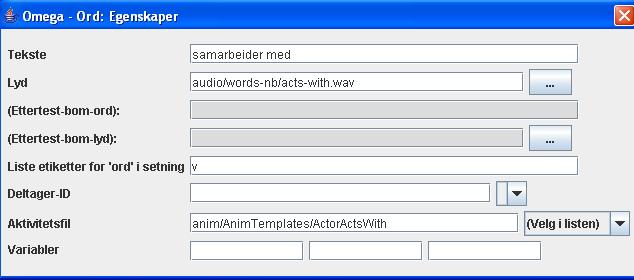 Omega - Ord: Egenskaper
Tekste samarbeider med
Lyd audio/words-nb/acts-with.wav ...
(Ettertest-bom-ord):
(Ettertest-bom-lyd): ...
Liste etiketter for 'ord' i setning v
Deltager-ID
Aktivitetsfil anim/AnimTemplates/ActorActsWith (Velg i listen)
Variabler